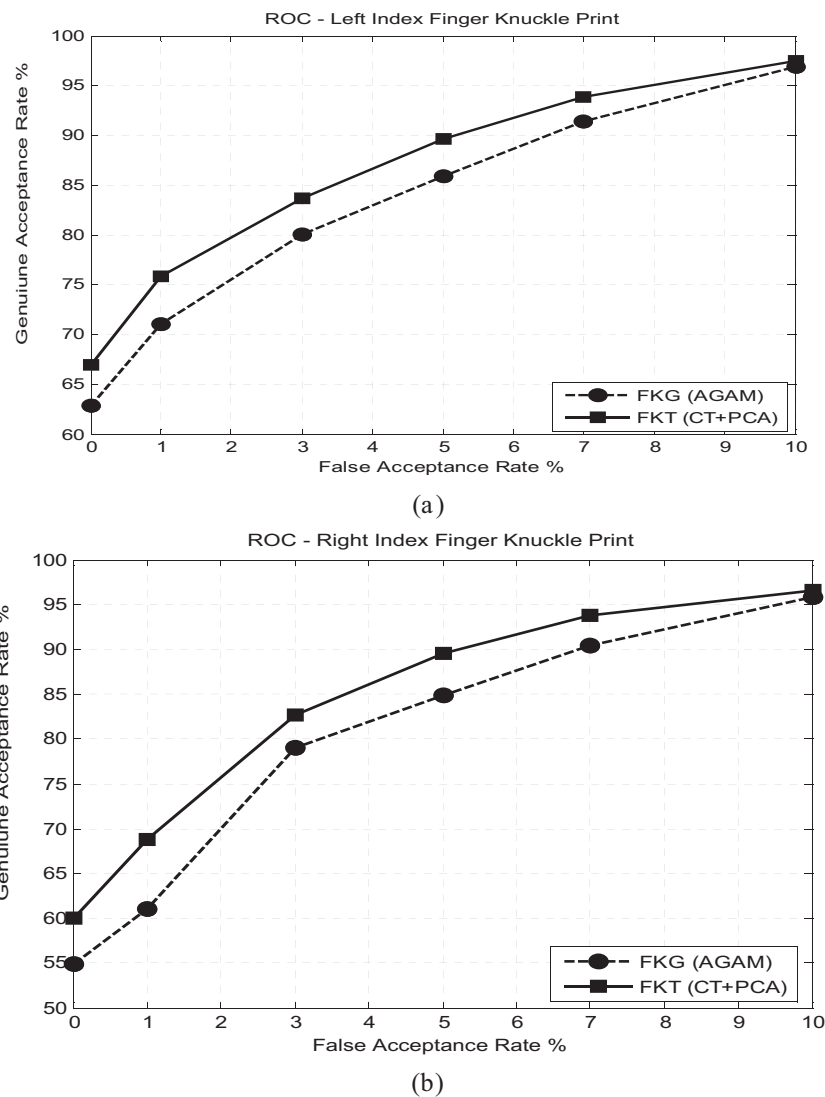 ROC - Left Index Finger Knuckle Print
Genuiune Acceptance Rate %
100
95
90
85
80
75
70
65
60
FKG (AGAM)
FKT (CT+PCA)
0 1 2 3 4 5 6 7 8 9 10
False Acceptance Rate %
(a)
ROC - Right Index Finger Knuckle Print
Genuiune Acceptance Rate %
100
95
90
85
80
75
70
65
60
55
50
FKG (AGAM)
FKT (CT+PCA)
0 1 2 3 4 5 6 7 8 9 10
False Acceptance Rate %
(b)